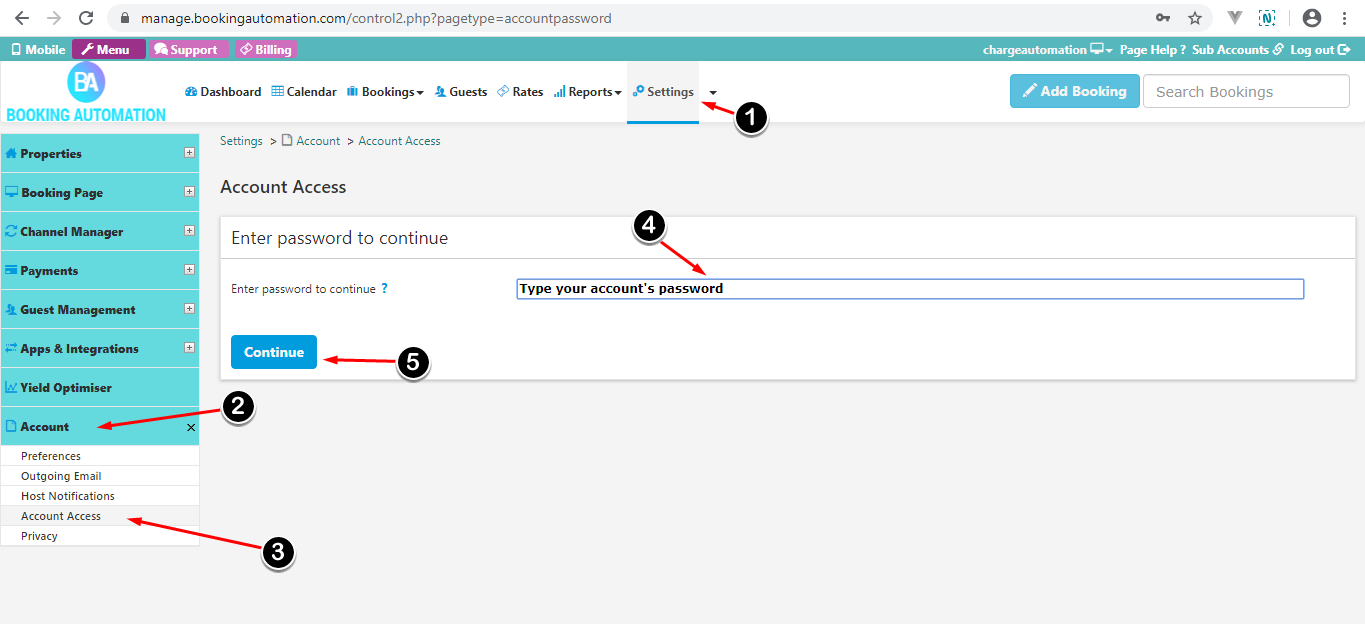 manage.bookingautomation.com/control2.php?pagetype=accountpassword
Mobile Menu Support Billing chargeautomation Page Help ? Sub Accounts Log out
BA
BOOKING AUTOMATION
Dashboard Calendar Bookings Guests Rates Reports Settings Add Booking Search Bookings
1
Settings > Account > Account Access
Properties
Booking Page
Channel Manager
Payments
Guest Management
Apps & Integrations
Yield Optimiser
Account
Preferences
Outgoing Email
Host Notifications
Account Access
Privacy
2
3
Account Access
Enter password to continue
4
Enter password to continue ? Type your account's password
Continue
5